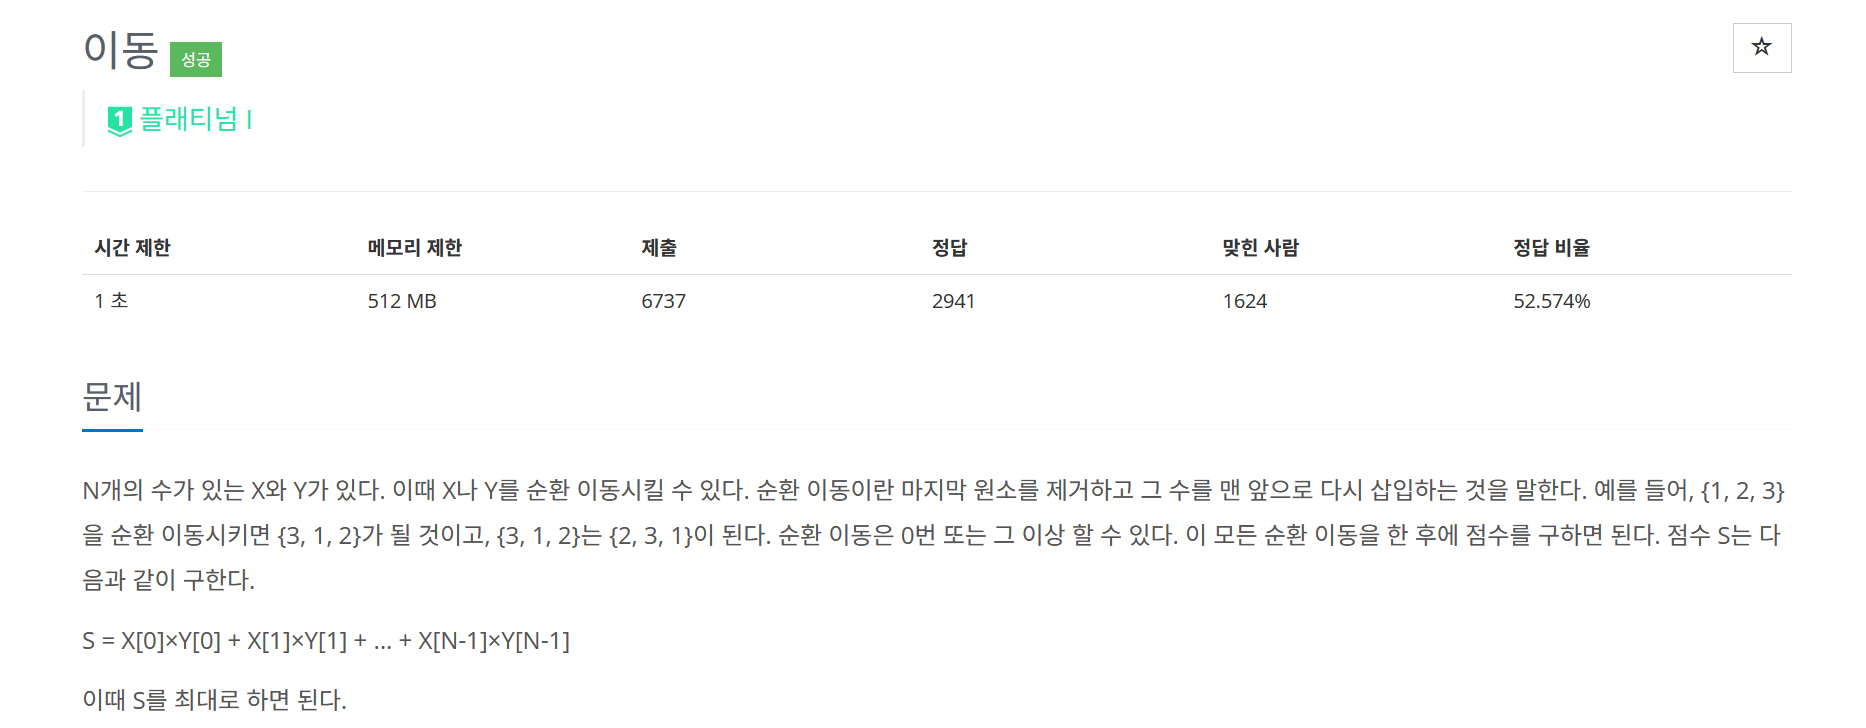 이동 성공
☆
1 플래티넘 I
시간 제한 메모리 제한 제출 정답 맞힌 사람 정답 비율
1 초 512 MB 6737 2941 1624 52.574%
문제
N개의 수가 있는 X와 Y가 있다. 이때 X나 Y를 순환 이동시킬 수 있다. 순환 이동이란 마지막 원소를 제거하고 그 수를 맨 앞으로 다시 삽입하는 것을 말한다. 예를 들어, {1, 2, 3}
을 순환 이동시키면 {3, 1, 2}가 될 것이고, {3, 1, 2}는 {2, 3, 1}이 된다. 순환 이동은 0번 또는 그 이상 할 수 있다. 이 모든 순환 이동을 한 후에 점수를 구하면 된다. 점수 S는 다
음과 같이 구한다.
S = X[0]×Y[0] + X[1]×Y[1] + ... + X[N-1]×Y[N-1]
이때 S를 최대로 하면 된다.